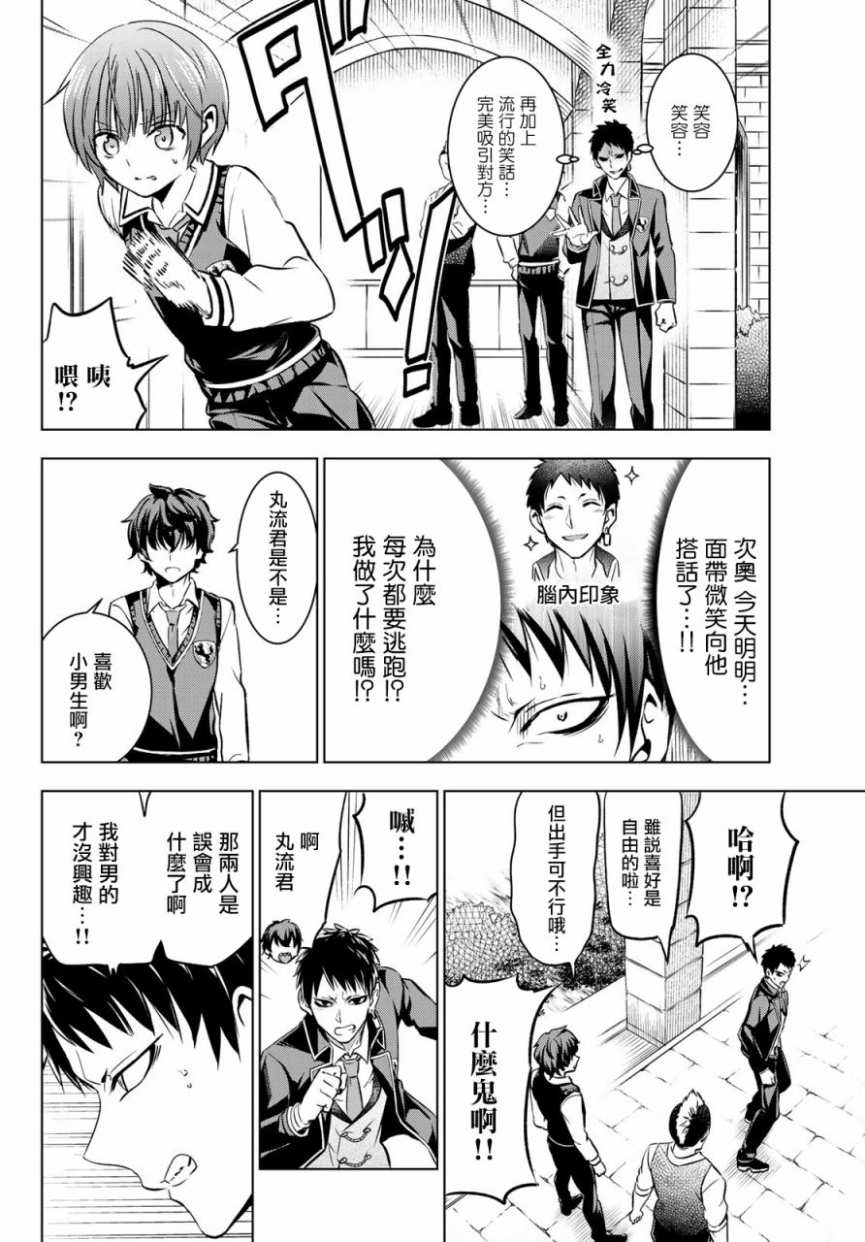 笑容…
笑容…
全力冷笑
再加上
流行的笑話…
完美吸引對方…
ダッ!!
咦
喂!?
次奧 今天明明…
面帶微笑向他
搭話了…!!
腦內印象
為什麼
每次都要逃跑!?
我做了什麼嗎!?
丸流君是不是…
喜歡
小男生啊?
哈啊!?
雖說喜好是
自由的啦…
但出手可不行哦…
什麼鬼啊!!
嘁…!!
啊
丸流君
那兩人是
誤會成
什麼了啊
我對男的
才沒興趣…!!